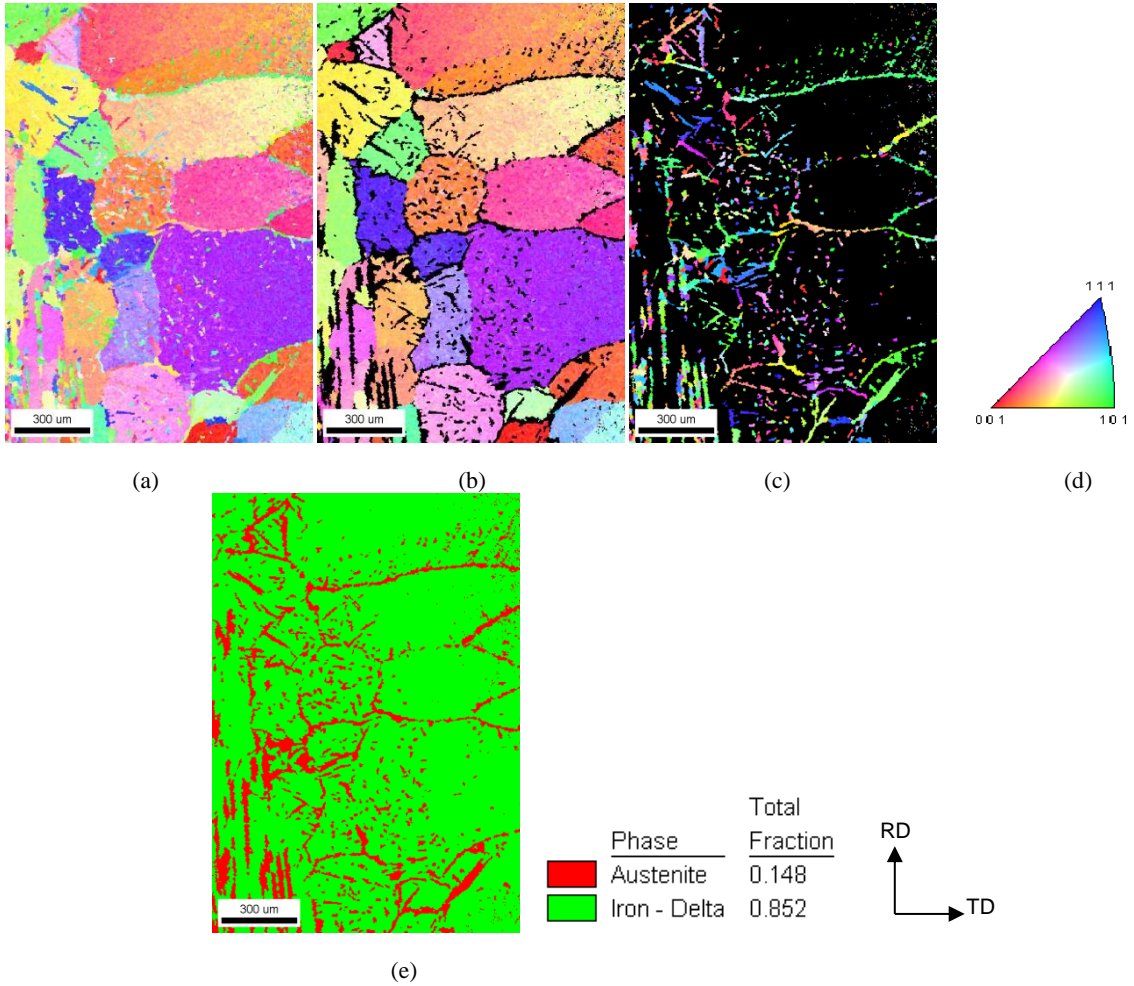 300 um
300 um
300 um
1 1 1
0 0 1
1 0 1
(a)
(b)
(c)
(d)
300 um
Total
Phase Fraction
Austenite 0.148
Iron - Delta 0.852
RD
TD
(e)